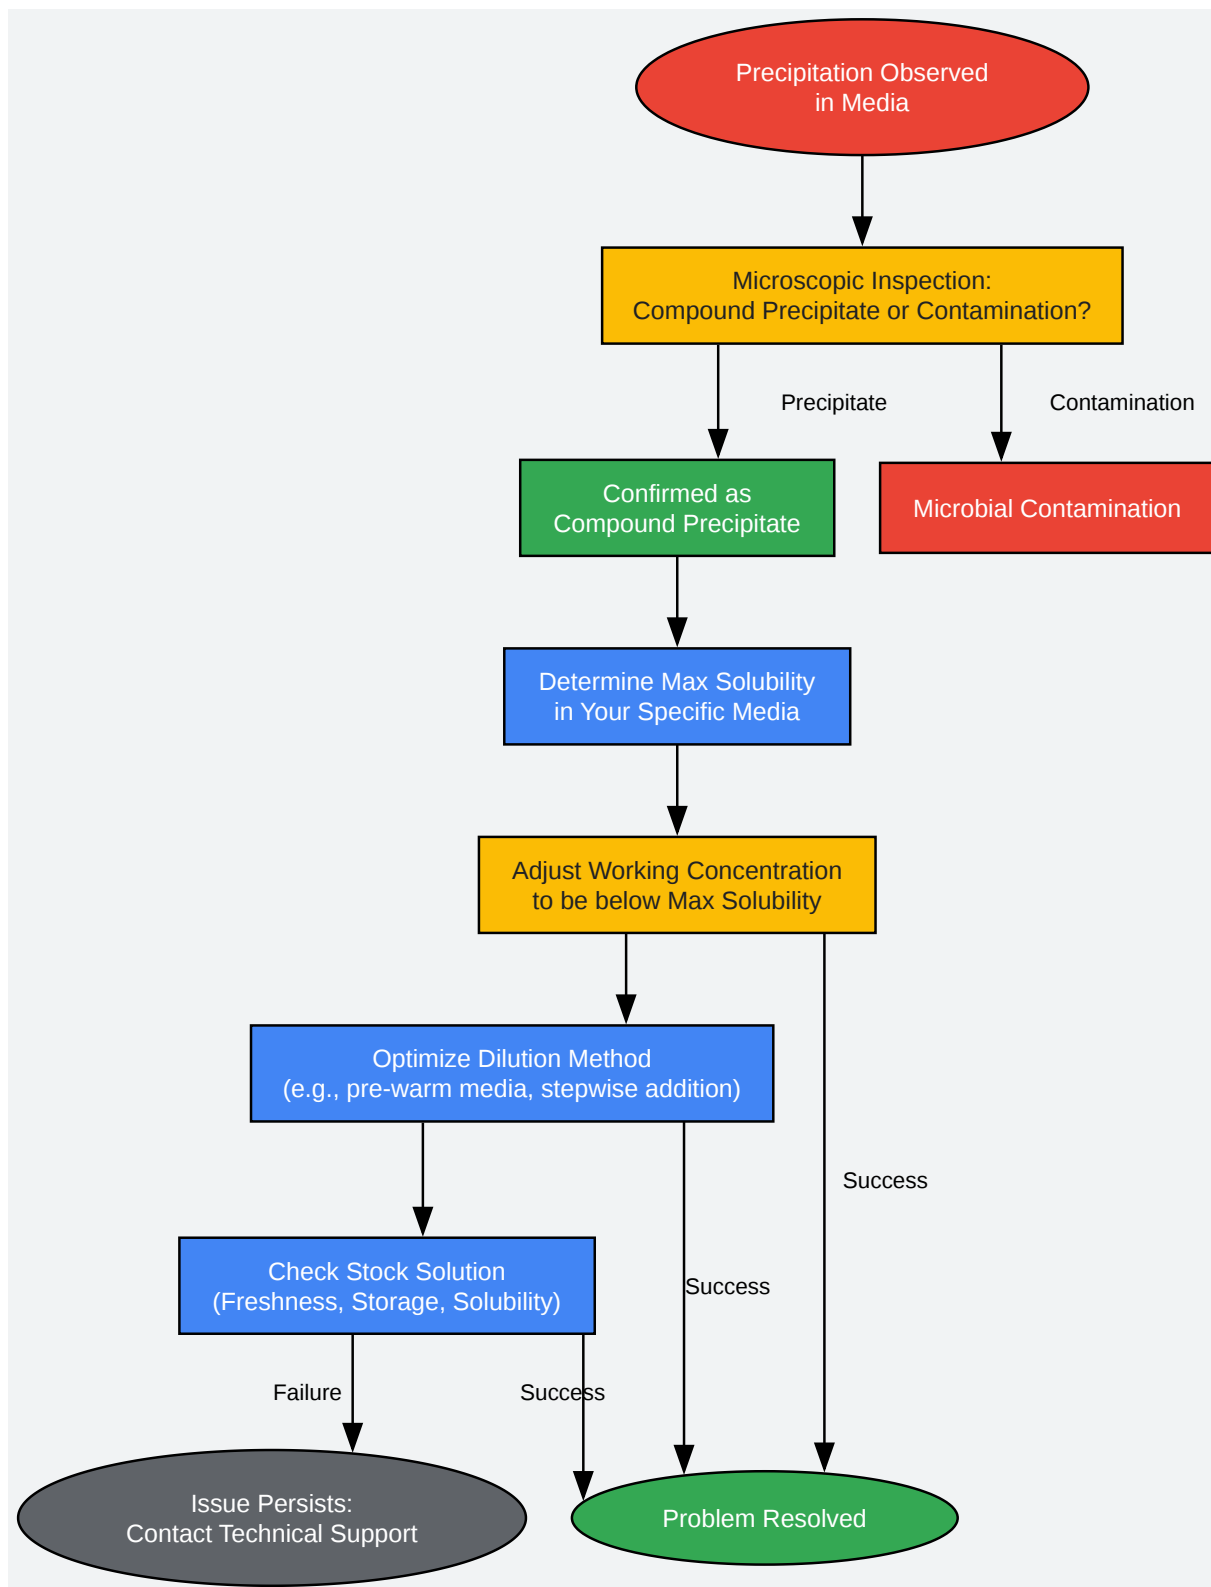 Precipitation Observed
in Media
Microscopic Inspection:
Compound Precipitate or Contamination?
Precipitate
Contamination
Confirmed as
Compound Precipitate
Microbial Contamination
Determine Max Solubility
in Your Specific Media
Adjust Working Concentration
to be below Max Solubility
Optimize Dilution Method
(e.g., pre-warm media, stepwise addition)
Success
Check Stock Solution
(Freshness, Storage, Solubility)
Success
Failure
Success
Issue Persists:
Contact Technical Support
Problem Resolved